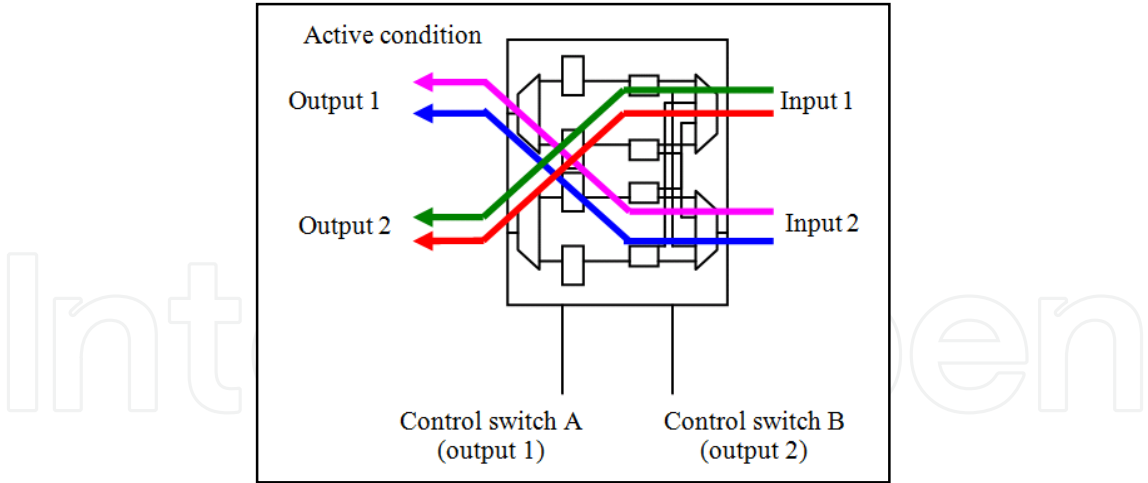 Active condition
Output 1
Input 1
Output 2
Input 2
Control switch A
(output 1)
Control switch B
(output 2)